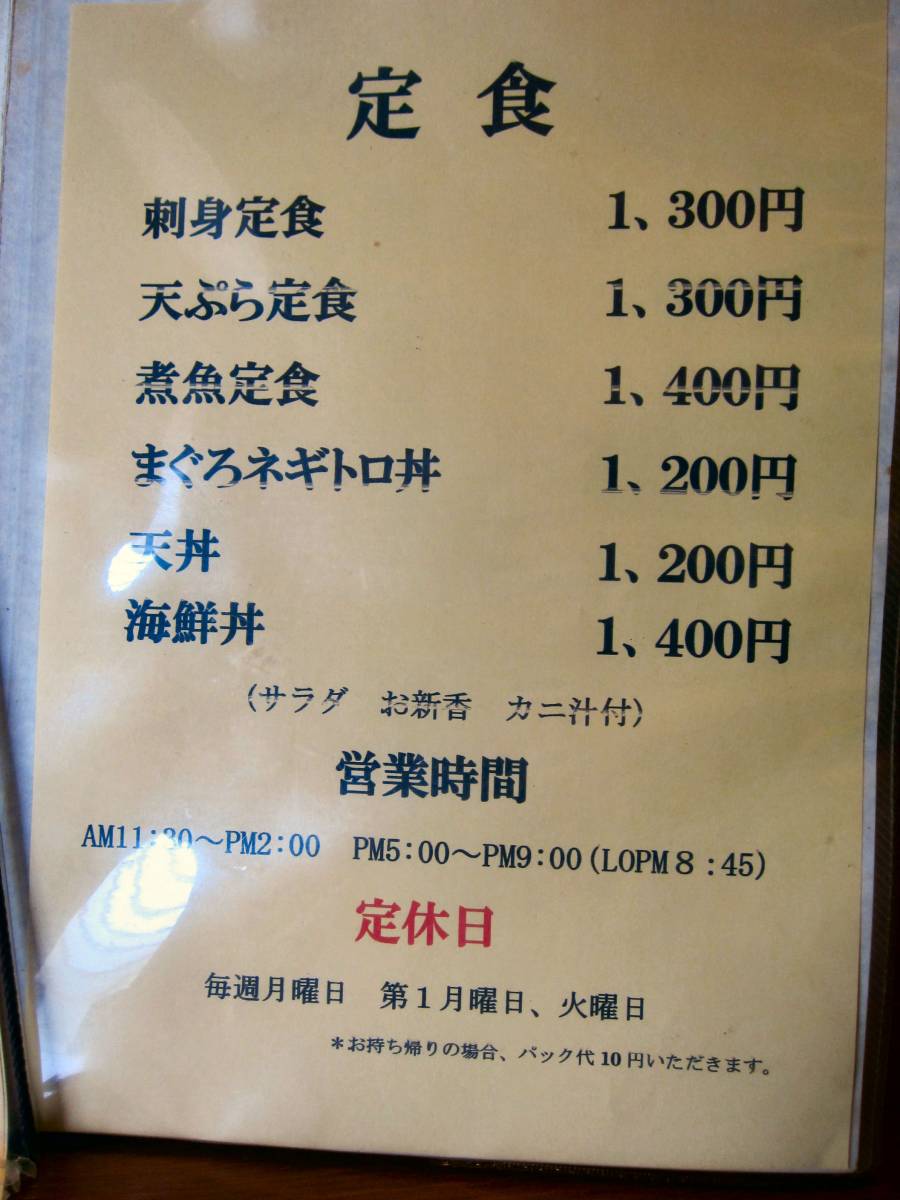 定食
刺身定食 1、300円
天ぷら定食 1、300円
煮魚定食 1、400円
まぐろネギトロ丼 1、200円
天丼 1、200円
海鮮丼 1、400円
(サラダ お新香 カニ汁付)
営業時間
AM11:30～PM2:00 PM5:00～PM9:00(LOPM８:45)
定休日
毎週月曜日 第１月曜日、火曜日
*お持ち帰りの場合、パック代10円いただきます。